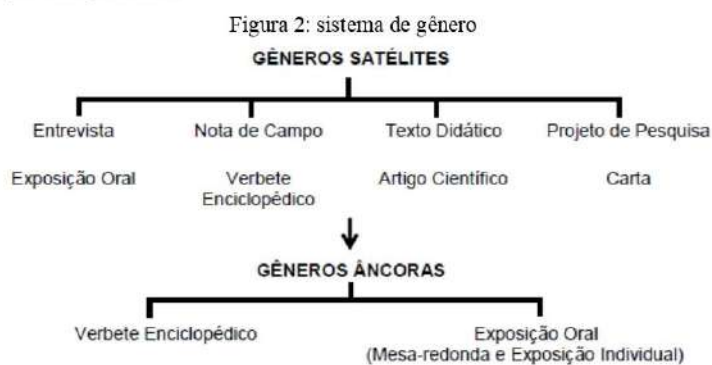 Figura 2: sistema de gênero
GÊNEROS SATÉLITES
Entrevista Nota de Campo Texto Didático Projeto de Pesquisa
Exposição Oral Verbete Artigo Científico Carta
Enciclopédico
GÊNEROS ÂNCORAS
Verbete Enciclopédico Exposição Oral
(Mesa-redonda e Exposição Individual)